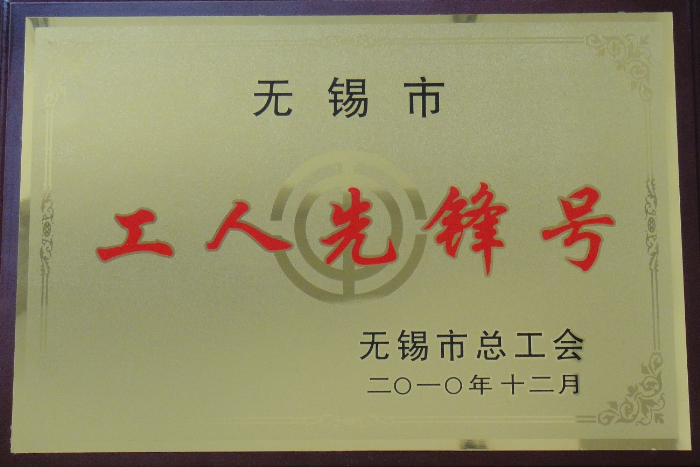 无锡市
工人先锋号
无锡市总工会
二〇一〇年十二月